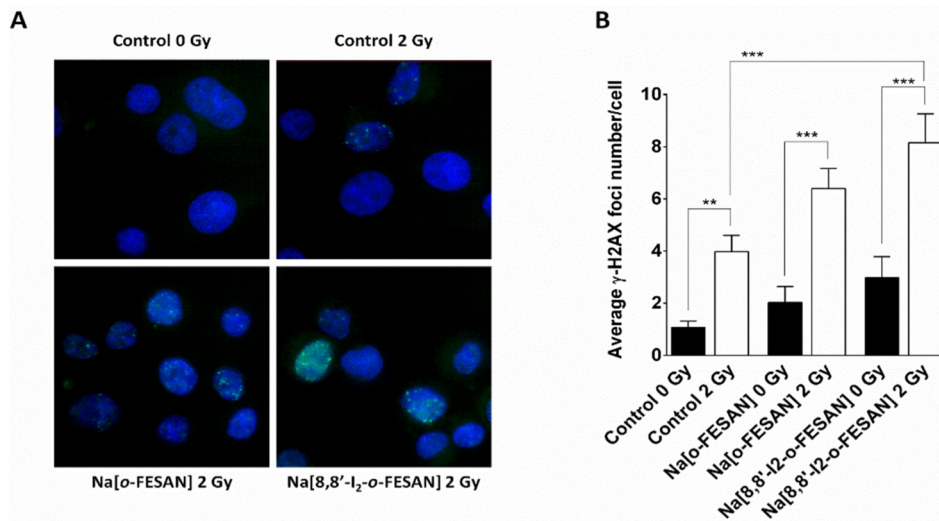 A
Control 0 Gy
Control 2 Gy
Na[o-FESAN] 2 Gy
Na[8,8′-I₂-o-FESAN] 2 Gy
B
***
***
***
**
Average γ-H2AX foci number/cell
10
8
6
4
2
0
Control 0 Gy
Control 2 Gy
Na[o-FESAN] 0 Gy
Na[o-FESAN] 2 Gy
Na[8,8'-I2-o-FESAN] 0 Gy
Na[8,8'-I2-o-FESAN] 2 Gy